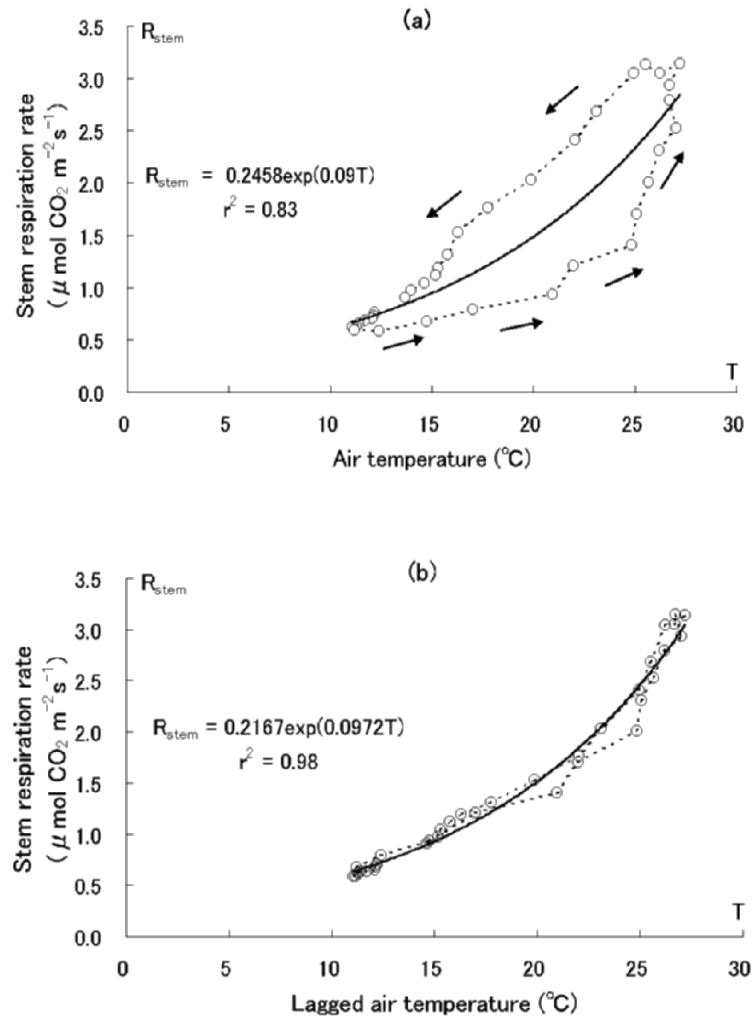 (a)
R_stem
3.5
3.0
2.5
2.0
1.5
1.0
0.5
0.0
Stem respiration rate
(μ mol CO₂ m⁻² s⁻¹)
R_stem = 0.2458exp(0.09T)
r² = 0.83
T
0 5 10 15 20 25 30
Air temperature (℃)
(b)
R_stem
3.5
3.0
2.5
2.0
1.5
1.0
0.5
0.0
Stem respiration rate
(μ mol CO₂ m⁻² s⁻¹)
R_stem = 0.2167exp(0.0972T)
r² = 0.98
T
0 5 10 15 20 25 30
Lagged air temperature (℃)